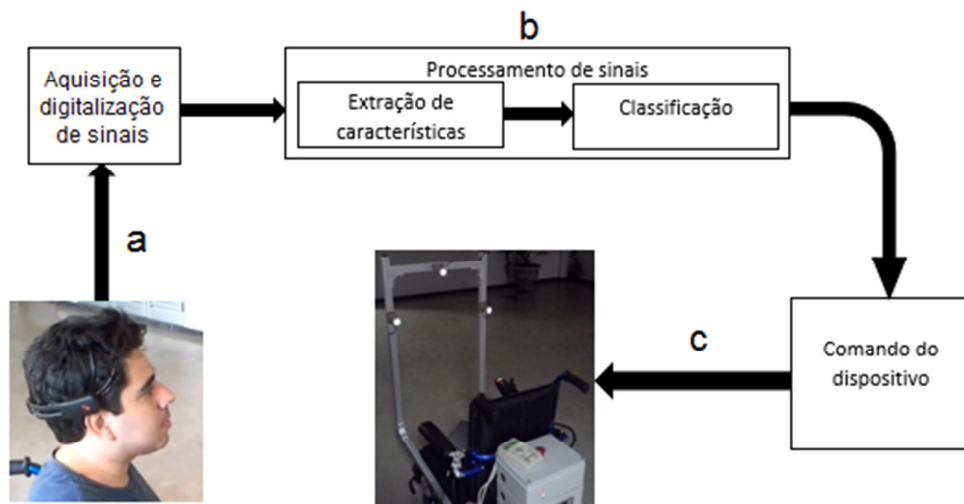 b
Aquisição e
digitalização
de sinais
Processamento de sinais
Extração de
características
Classificação
a
c
Comando do
dispositivo